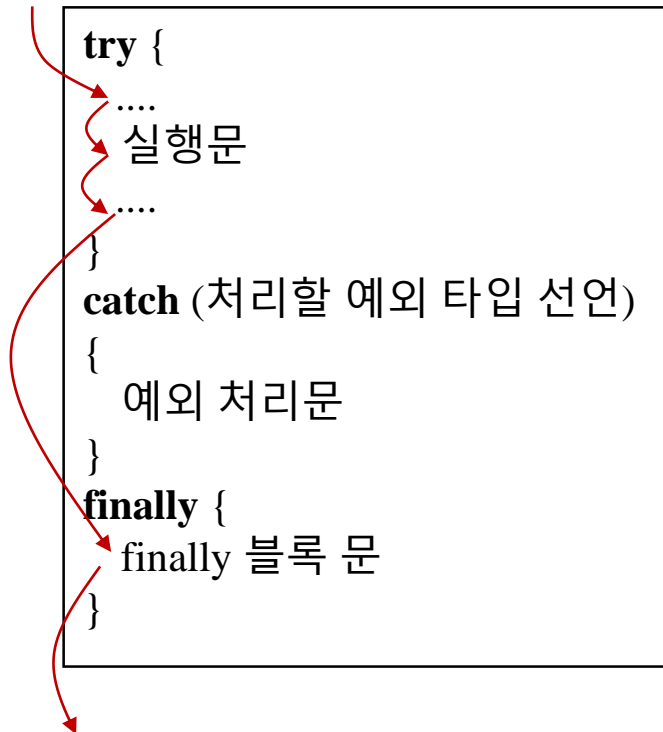 try {
....
실행문
....
}
catch (처리할 예외 타입 선언)
{
예외 처리문
}
finally {
finally 블록 문
}